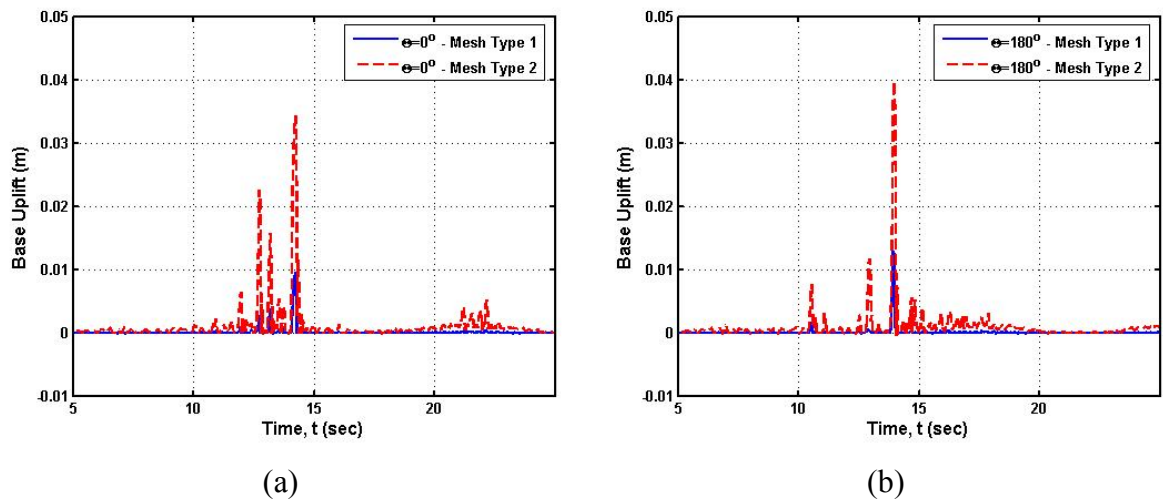 0.05
0.04
0.03
0.02
0.01
0
-0.01
Base Uplift (m)
Θ=0° - Mesh Type 1
Θ=0° - Mesh Type 2
5 10 15 20
Time, t (sec)
(a)
0.05
0.04
0.03
0.02
0.01
0
-0.01
Base Uplift (m)
Θ=180° - Mesh Type 1
Θ=180° - Mesh Type 2
5 10 15 20
Time, t (sec)
(b)